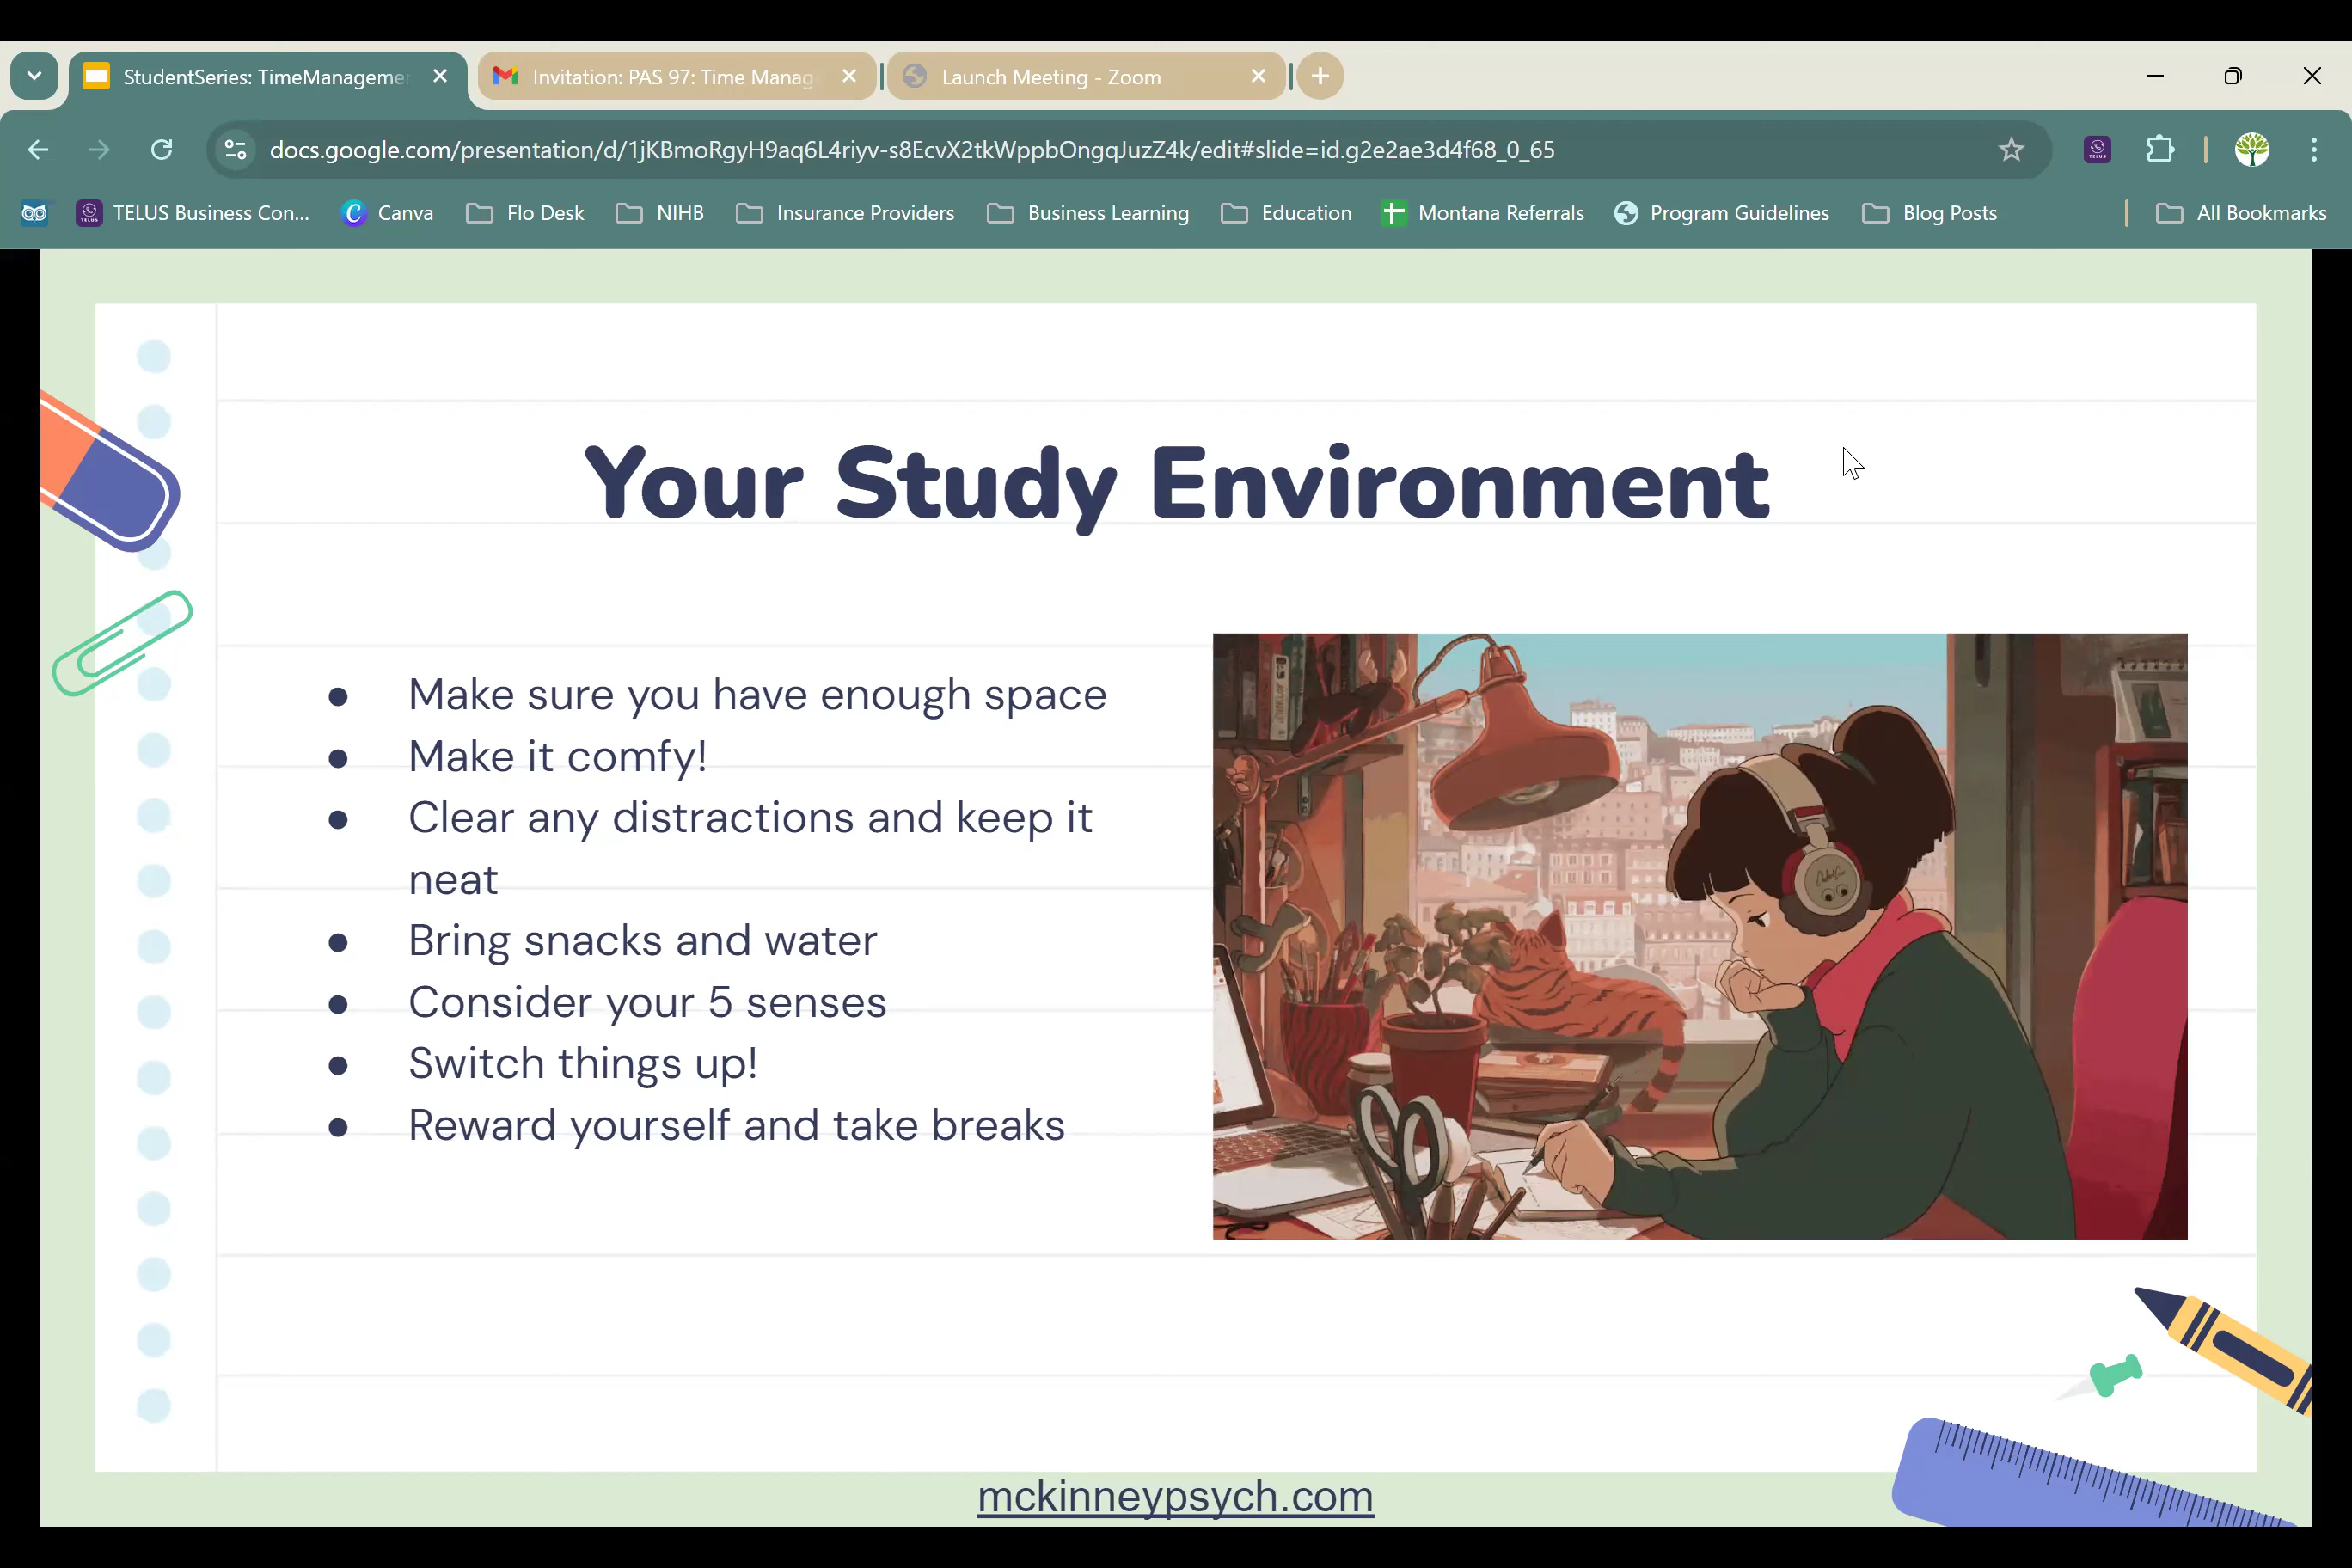 StudentSeries: TimeManagemer
Invitation: PAS 97: Time Manag
Launch Meeting - Zoom
docs.google.com/presentation/d/1jKBmoRgyH9aq6L4riyv-s8EcvX2tkWppbOngqJuzZ4k/edit#slide=id.g2e2ae3d4f68_0_65
TELUS Business Con...
Canva
Flo Desk
NIHB
Insurance Providers
Business Learning
Education
Montana Referrals
Program Guidelines
Blog Posts
All Bookmarks
Your Study Environment
● Make sure you have enough space
● Make it comfy!
● Clear any distractions and keep it
neat
● Bring snacks and water
● Consider your 5 senses
● Switch things up!
● Reward yourself and take breaks
mckinneypsych.com